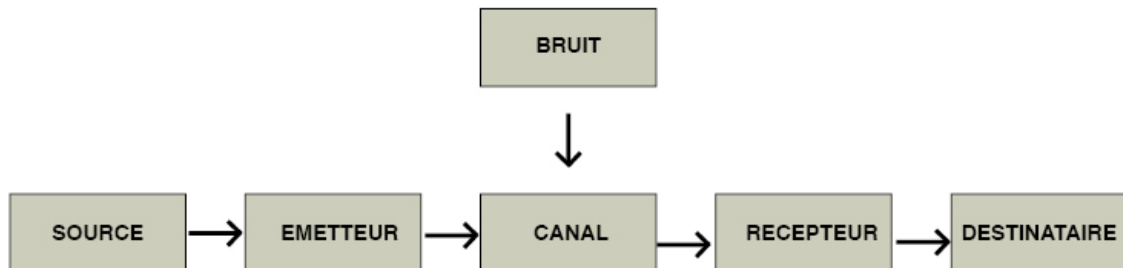 BRUIT
SOURCE
EMETTEUR
CANAL
RECEPTEUR
DESTINATAIRE